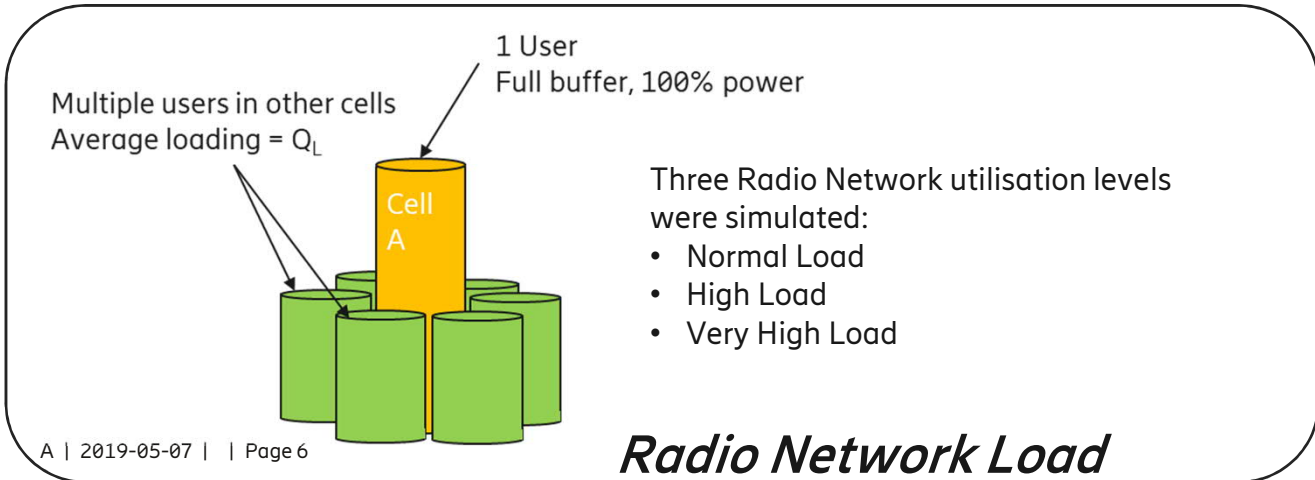 1 User
Full buffer, 100% power
Multiple users in other cells
Average loading = QL
Cell
A
Three Radio Network utilisation levels
were simulated:
• Normal Load
• High Load
• Very High Load
A | 2019-05-07 | | Page 6
Radio Network Load